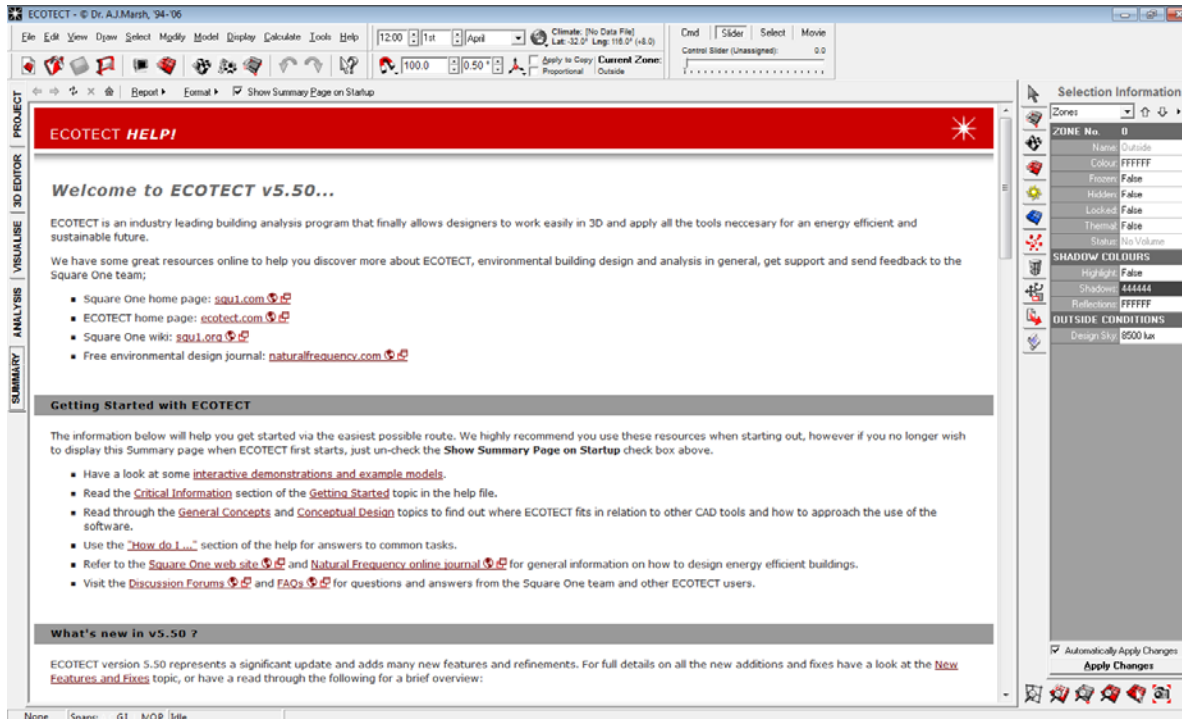 ECOTECT - © Dr. A.J.Marsh, '94-'06
File Edit View Draw Select Modify Model Display Calculate Tools Help
12:00 1st April
Climate: [No Data File]
Lat: -32.0° Lng: 116.0° (+8.0)
Cmd Slider Select Movie
Control Slider (Unassigned): 0.0
100.0 0.50 °
Apply to Copy
Proportional
Current Zone:
Outside
Report Format Show Summary Page on Startup
PROJECT
3D EDITOR
VISUALISE
ANALYSIS
SUMMARY
ECOTECT HELP!
Welcome to ECOTECT v5.50...
ECOTECT is an industry leading building analysis program that finally allows designers to work easily in 3D and apply all the tools neccesary for an energy efficient and
sustainable future.
We have some great resources online to help you discover more about ECOTECT, environmental building design and analysis in general, get support and send feedback to the
Square One team;
Square One home page: squ1.com
ECOTECT home page: ecotect.com
Square One wiki: squ1.org
Free environmental design journal: naturalfrequency.com
Getting Started with ECOTECT
The information below will help you get started via the easiest possible route. We highly recommend you use these resources when starting out, however if you no longer wish
to display this Summary page when ECOTECT first starts, just un-check the Show Summary Page on Startup check box above.
Have a look at some interactive demonstrations and example models.
Read the Critical Information section of the Getting Started topic in the help file.
Read through the General Concepts and Conceptual Design topics to find out where ECOTECT fits in relation to other CAD tools and how to approach the use of the
software.
Use the "How do I ..." section of the help for answers to common tasks.
Refer to the Square One web site and Natural Frequency online journal for general information on how to design energy efficient buildings.
Visit the Discussion Forums and FAQs for questions and answers from the Square One team and other ECOTECT users.
What's new in v5.50 ?
ECOTECT version 5.50 represents a significant update and adds many new features and refinements. For full details on all the new additions and fixes have a look at the New
Features and Fixes topic, or have a read through the following for a brief overview:
Selection Information
Zones
ZONE No. 0
Name: Outside
Colour: FFFFFF
Frozen: False
Hidden: False
Locked: False
Thermal: False
Status: No Volume
SHADOW COLOURS
Highlight: False
Shadows: 444444
Reflections: FFFFFF
OUTSIDE CONDITIONS
Design Sky: 8500 lux
Automatically Apply Changes
Apply Changes
None Snaps: GI MOP Idle